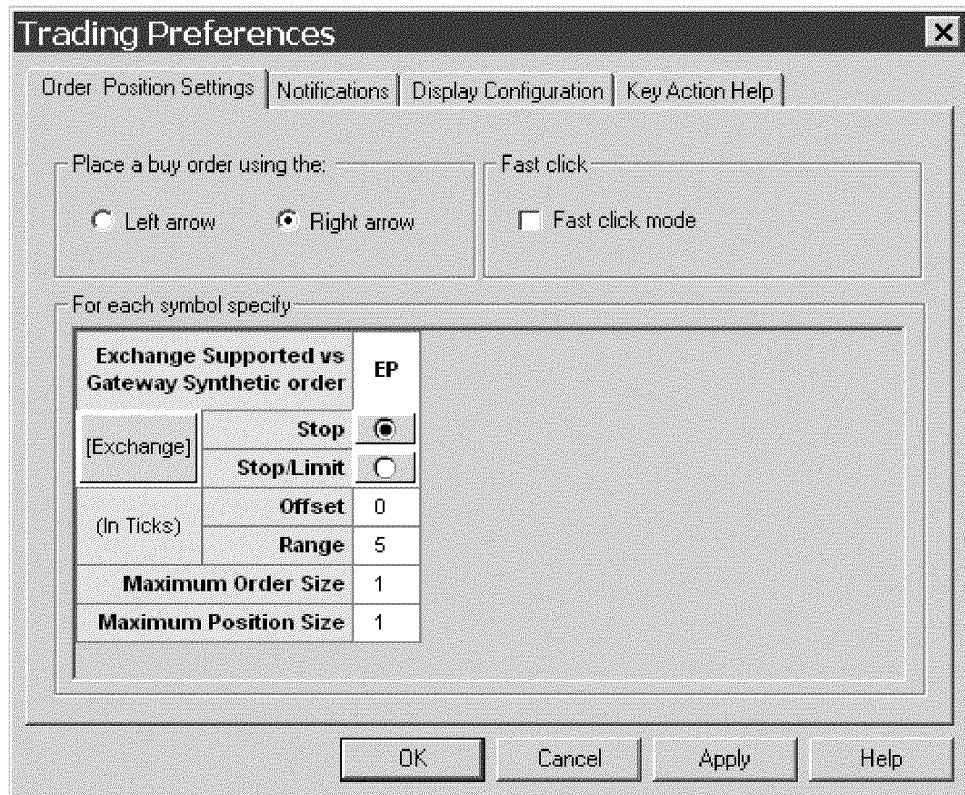 Trading Preferences
Order Position Settings
Notifications
Display Configuration
Key Action Help
Place a buy order using the:
Left arrow
Right arrow
Fast click
Fast click mode
For each symbol specify
Exchange Supported vs
Gateway Synthetic order
EP
[Exchange]
Stop
Stop/Limit
(In Ticks)
Offset
0
Range
5
Maximum Order Size
1
Maximum Position Size
1
OK
Cancel
Apply
Help